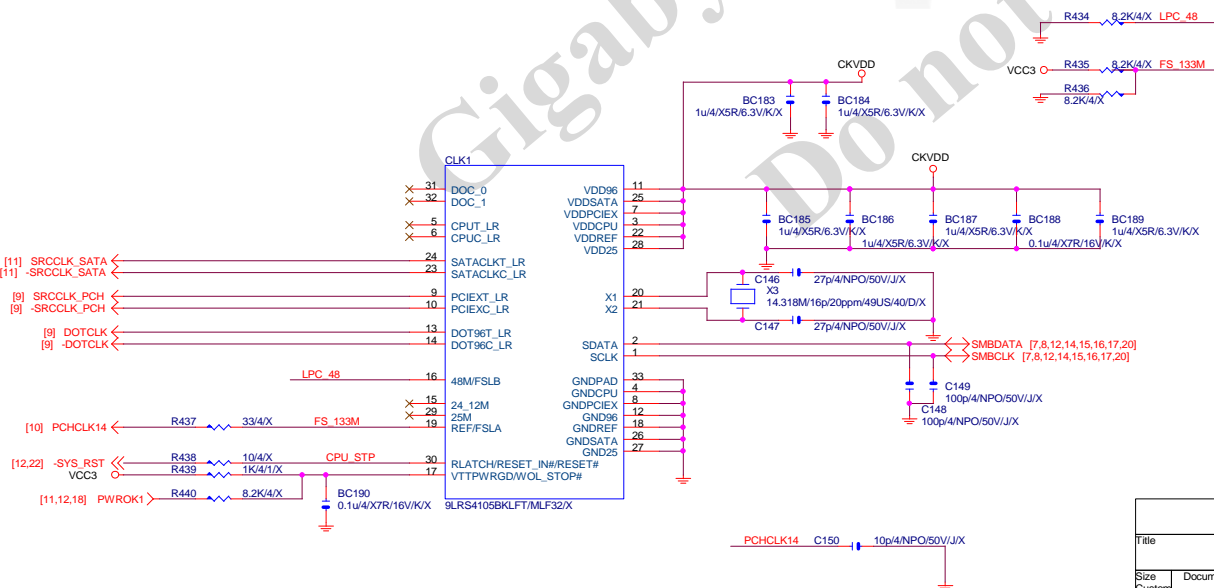 Gigaby
Do not
R434 8.2K/4/X LPC_48
VCC3 R435 8.2K/4/X FS_133M
R436
8.2K/4/X
CKVDD
BC183 BC184
1u/4/X5R/6.3V/K/X 1u/4/X5R/6.3V/K/X
CLK1
CKVDD
31 DOC_0 VDD96 11
32 DOC_1 VDDSATA 25
VDDPCIEX 7
5 CPUT_LR VDDCPU 3
6 CPUC_LR VDDREF 22
VDD25 28
BC185 BC186 BC187 BC188 BC189
1u/4/X5R/6.3V/K/X 1u/4/X5R/6.3V/K/X 1u/4/X5R/6.3V/K/X
1u/4/X5R/6.3V/K/X 0.1u/4/X7R/16V/K/X
[11] SRCCLK_SATA 24 SATACLKT_LR
[11] -SRCCLK_SATA 23 SATACLKC_LR
C146 27p/4/NPO/50V/J/X
X3
14.318M/16p/20ppm/49US/40/D/X
C147 27p/4/NPO/50V/J/X
[9] SRCCLK_PCH 9 PCIEXT_LR X1 20
[9] -SRCCLK_PCH 10 PCIEXC_LR X2 21
[9] DOTCLK 13 DOT96T_LR
[9] -DOTCLK 14 DOT96C_LR
SDATA 2 SMBDATA [7,8,12,14,15,16,17,20]
SCLK 1 SMBCLK [7,8,12,14,15,16,17,20]
LPC_48 16 48M/FSLB GNDPAD 33
GNDCPU 4
C149
100p/4/NPO/50V/J/X
C148
100p/4/NPO/50V/J/X
15 24_12M GNDPCIEX 8
29 25M GND96 12
[10] PCHCLK14 R437 33/4/X FS_133M 19 REF/FSLA GNDREF 18
GNDSATA 26
GND25 27
[12,22] -SYS_RST R438 10/4/X CPU_STP 30 RLATCH/RESET_IN#/RESET#
VCC3 R439 1K/4/1/X 17 VTTPWRGD/WOL_STOP#
[11,12,18] PWROK1 R440 8.2K/4/X
BC190
0.1u/4/X7R/16V/K/X
9LRS4105BKLFT/MLF32/X
PCHCLK14 C150 10p/4/NPO/50V/J/X
Title
Size Docum
Custom